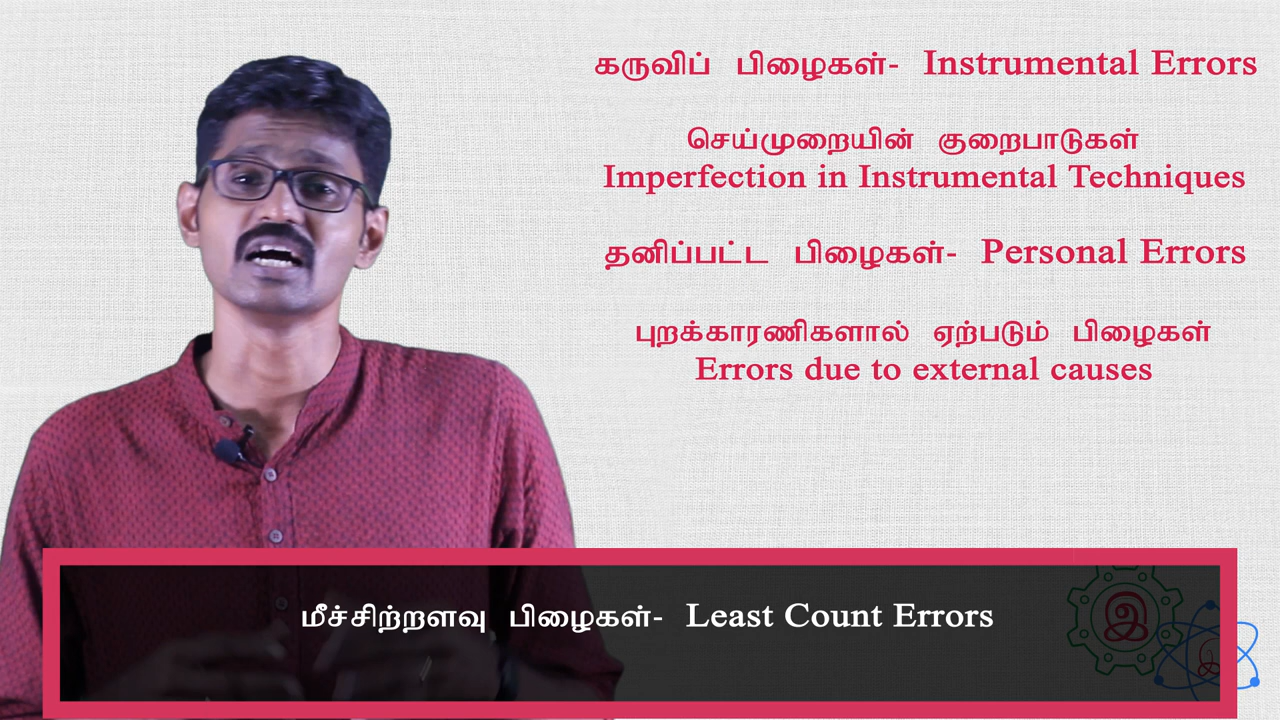 கருவிப் பிழைகள்- Instrumental Errors
செய்முறையின் குறைபாடுகள்
Imperfection in Instrumental Techniques
தனிப்பட்ட பிழைகள்- Personal Errors
புறக்காரணிகளால் ஏற்படும் பிழைகள்
Errors due to external causes
மீச்சிற்றளவு பிழைகள்- Least Count Errors
இ